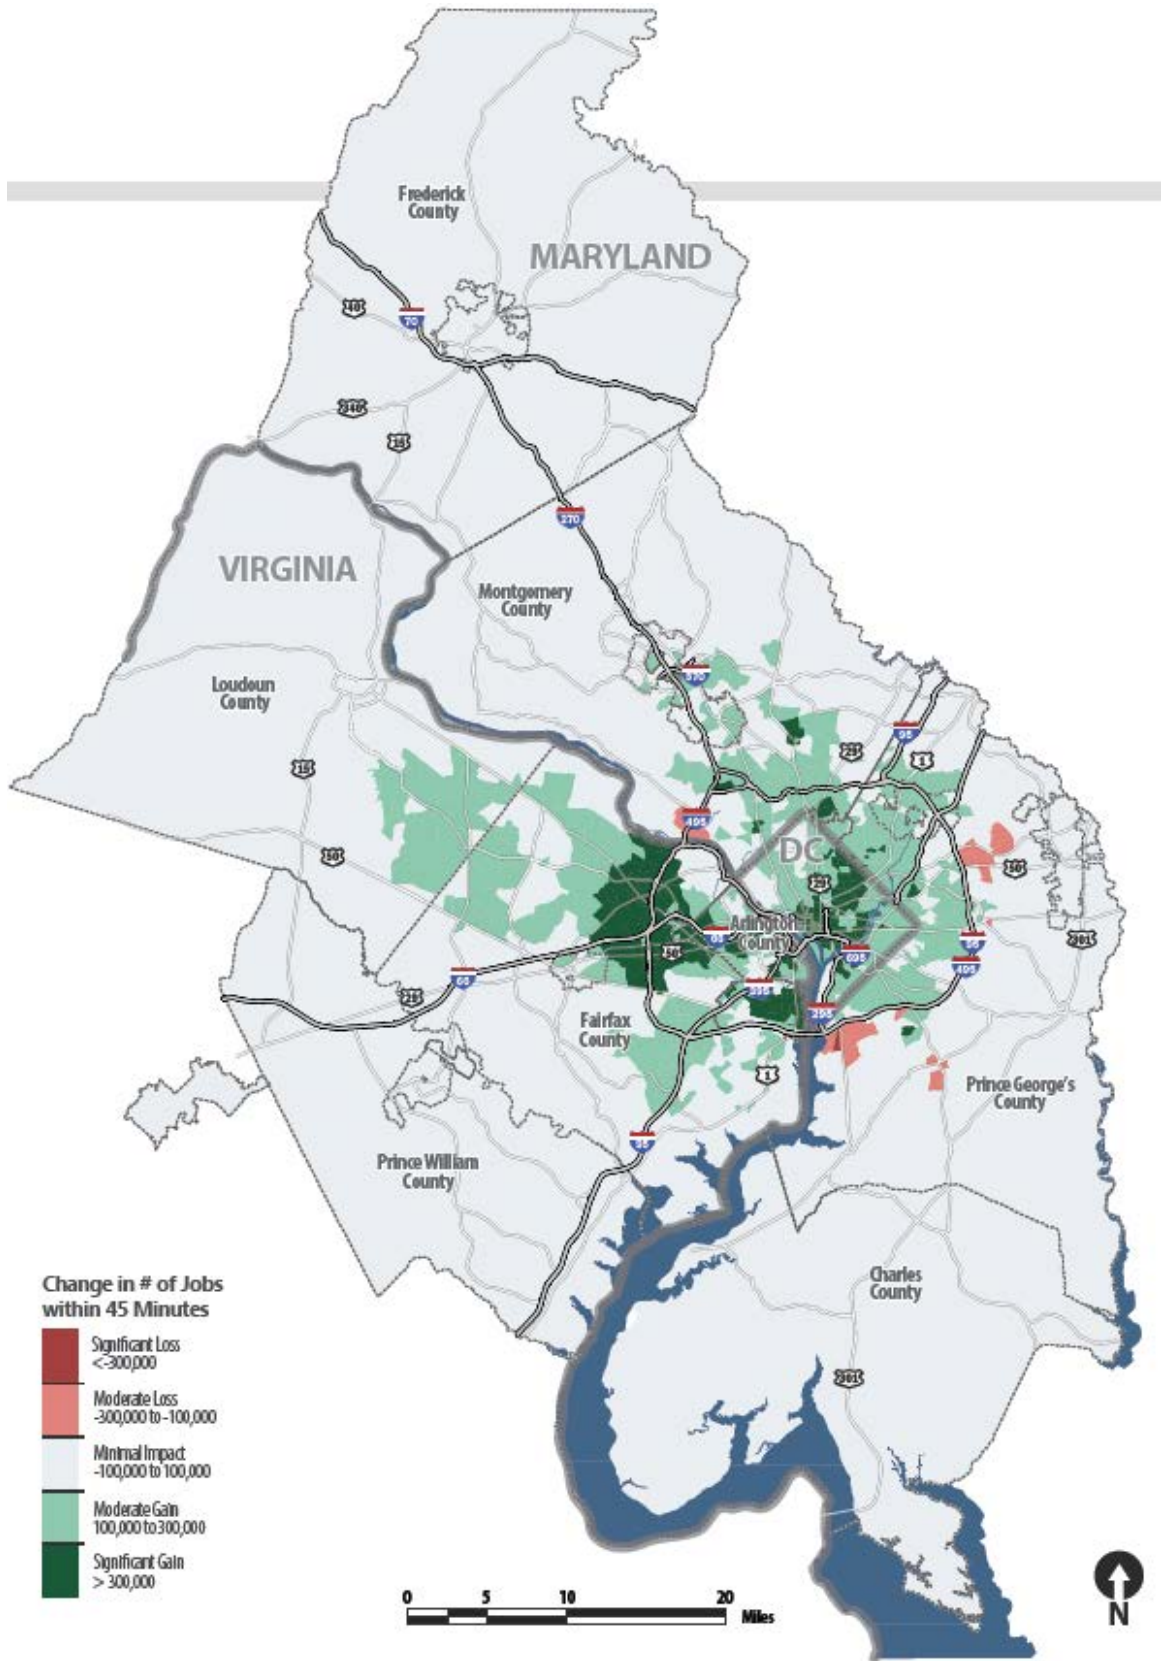 Frederick
County
MARYLAND
40
70
340
15
270
VIRGINIA
Montgomery
County
370
Loudoun
County
95
29
1
15
495
50
DC
50
29
Arlington
County
66
301
50
95
695
495
66
395
29
295
Fairfax
County
1
Prince George's
County
95
Prince William
County
Charles
County
301
Change in # of Jobs
within 45 Minutes
Significant Loss
<-300,000
Moderate Loss
-300,000 to -100,000
Minimal Impact
-100,000 to 100,000
Moderate Gain
100,000 to 300,000
Significant Gain
> 300,000
0 5 10 20
Miles
N